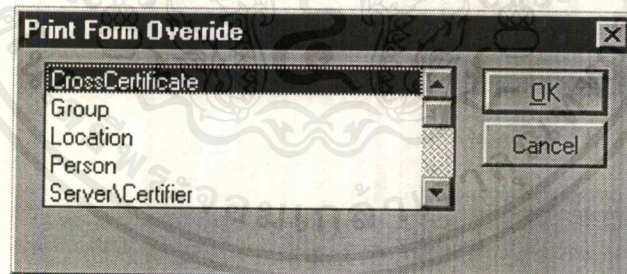 Print Form Override
CrossCertificate
Group
Location
Person
Server\Certifier
OK
Cancel